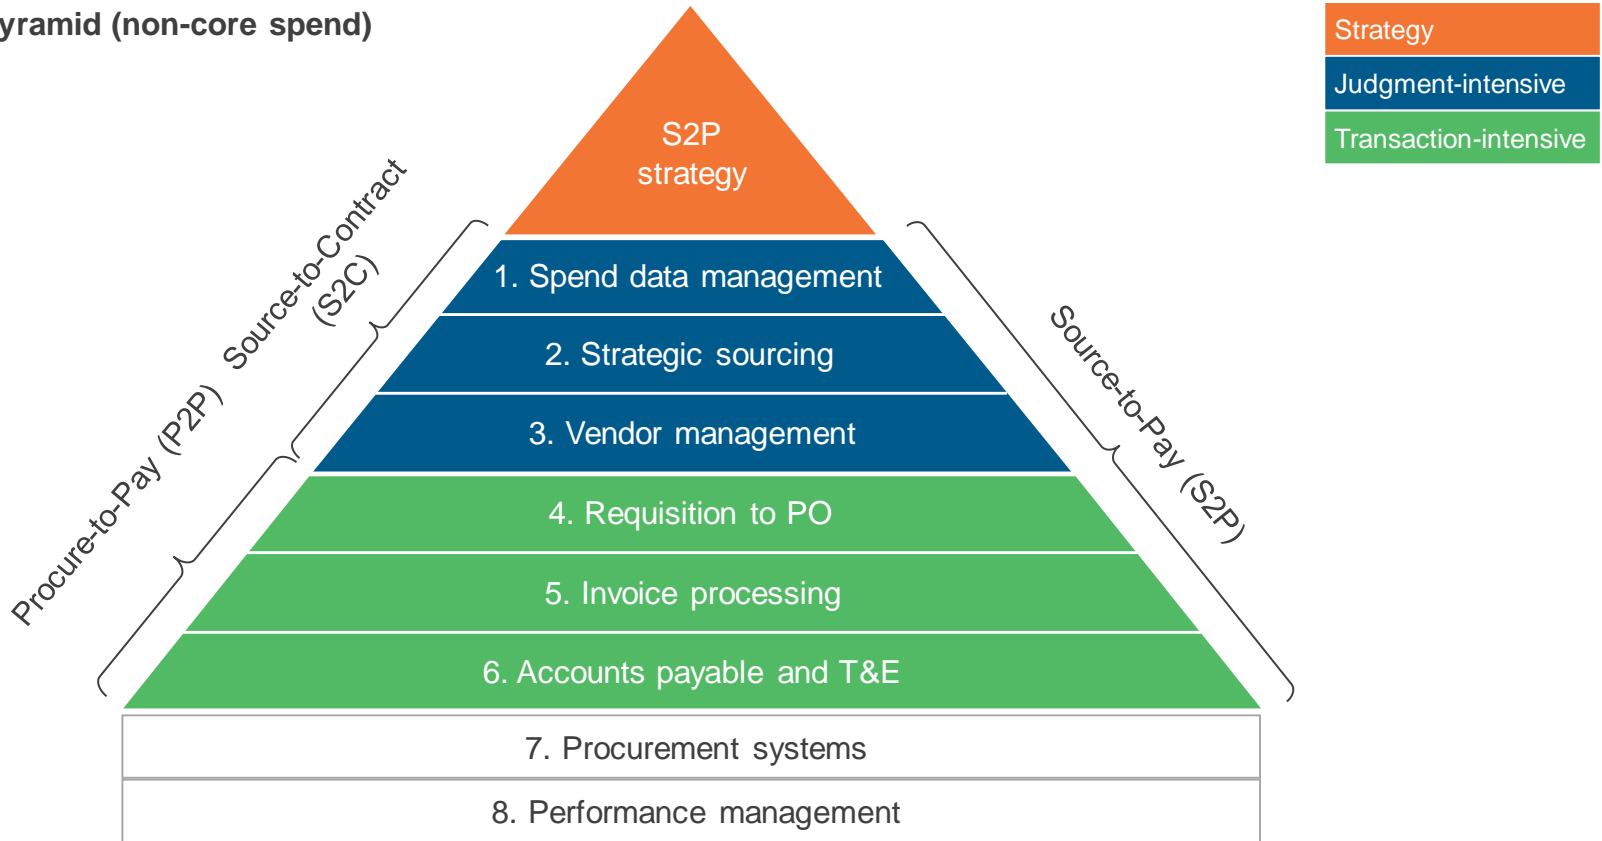 yramid (non-core spend)
Strategy
Judgment-intensive
Transaction-intensive
S2P
strategy
Source-to-Contract
(S2C)
Procure-to-Pay (P2P)
Source-to-Pay (S2P)
1. Spend data management
2. Strategic sourcing
3. Vendor management
4. Requisition to PO
5. Invoice processing
6. Accounts payable and T&E
7. Procurement systems
8. Performance management